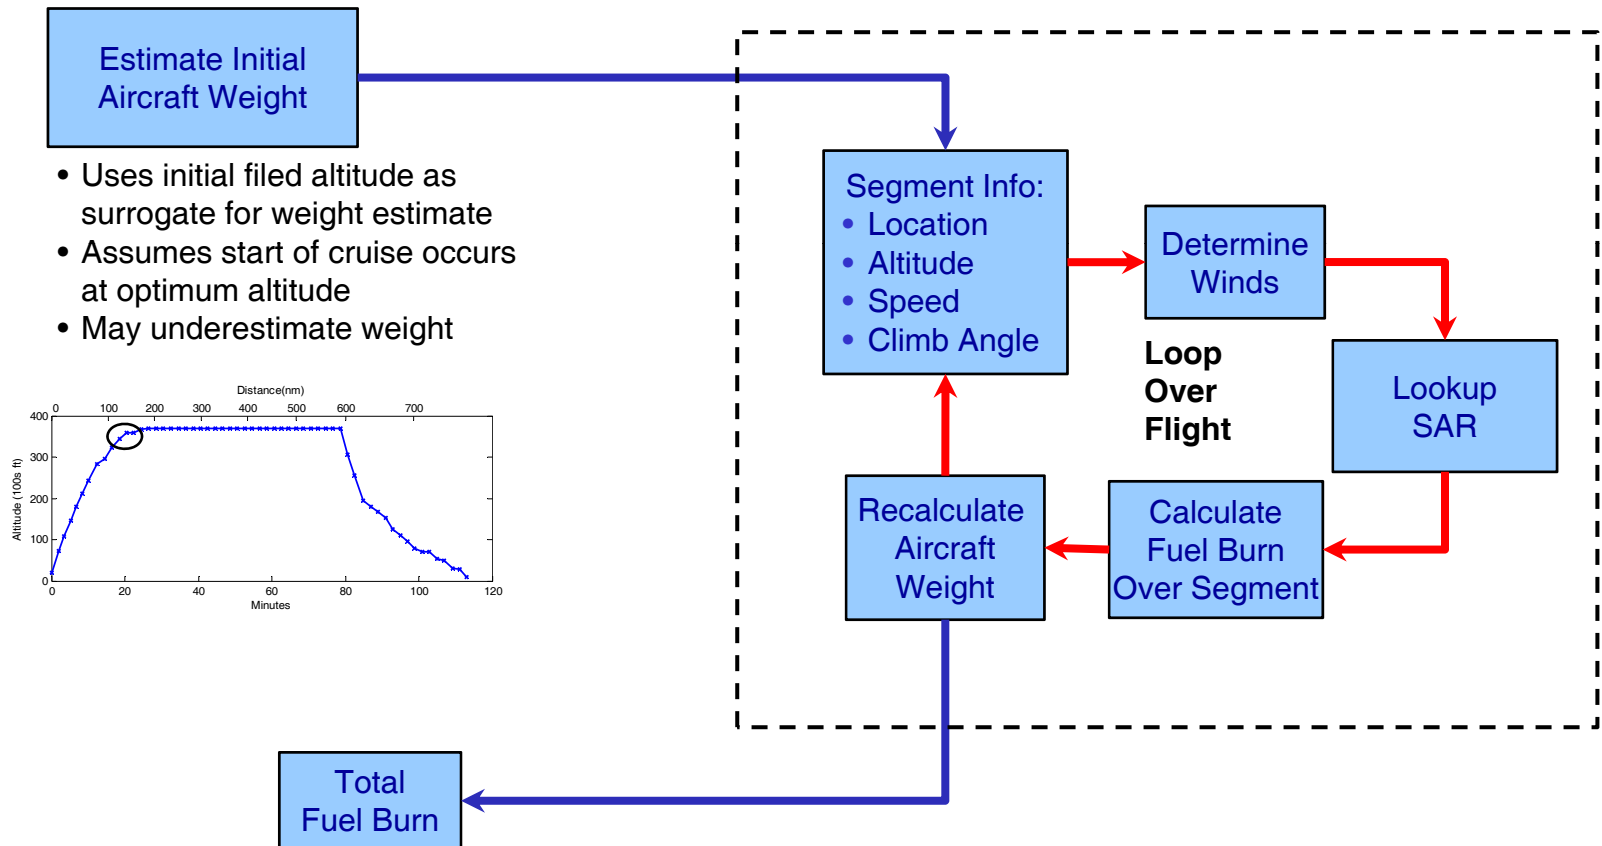 Estimate Initial
Aircraft Weight
• Uses initial filed altitude as
surrogate for weight estimate
• Assumes start of cruise occurs
at optimum altitude
• May underestimate weight
Distance(nm)
0 100 200 300 400 500 600 700
400
300
200
100
0
Altitude (100s ft)
0 20 40 60 80 100 120
Minutes
Segment Info:
• Location
• Altitude
• Speed
• Climb Angle
Determine
Winds
Loop
Over
Flight
Lookup
SAR
Calculate
Fuel Burn
Over Segment
Recalculate
Aircraft
Weight
Total
Fuel Burn